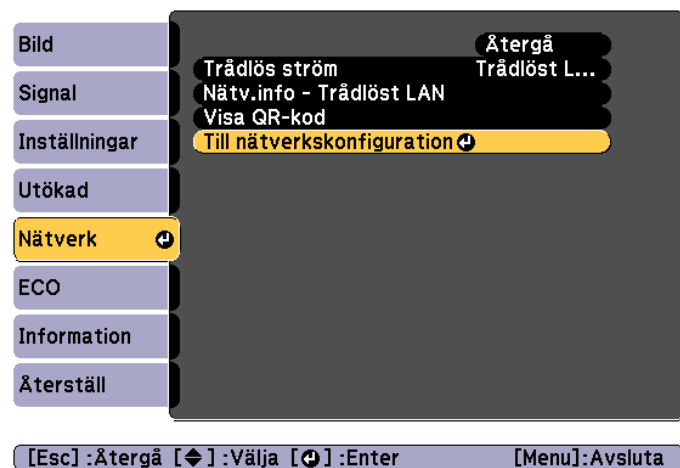 Bild
Signal
Inställningar
Utökad
Nätverk
ECO
Information
Återställ
Återgå
Trådlös ström Trådlöst L...
Nätv.info - Trådlöst LAN
Visa QR-kod
Till nätverkskonfiguration
[Esc] :Återgå [◆] :Välja [⏎] :Enter [Menu]:Avsluta